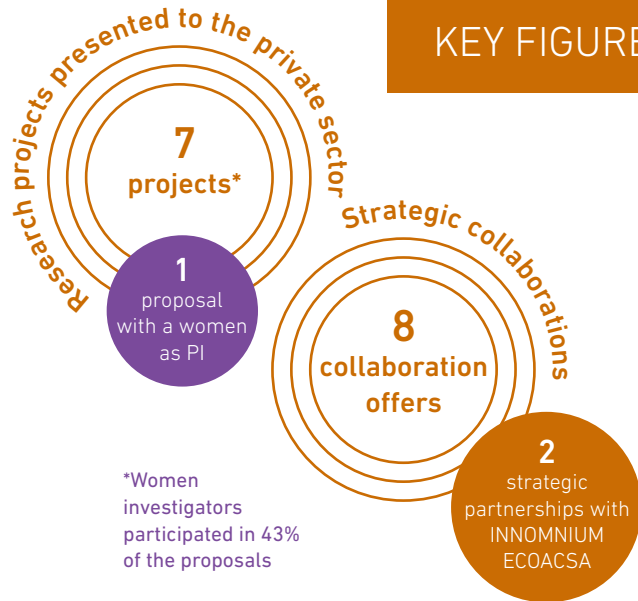 KEY FIGURE
Research projects presented to the private sector
7
projects*
1
proposal
with a women
as PI
Strategic collaborations
8
collaboration
offers
2
strategic
partnerships with
INNOMNIUM
ECOACSA
*Women
investigators
participated in 43%
of the proposals